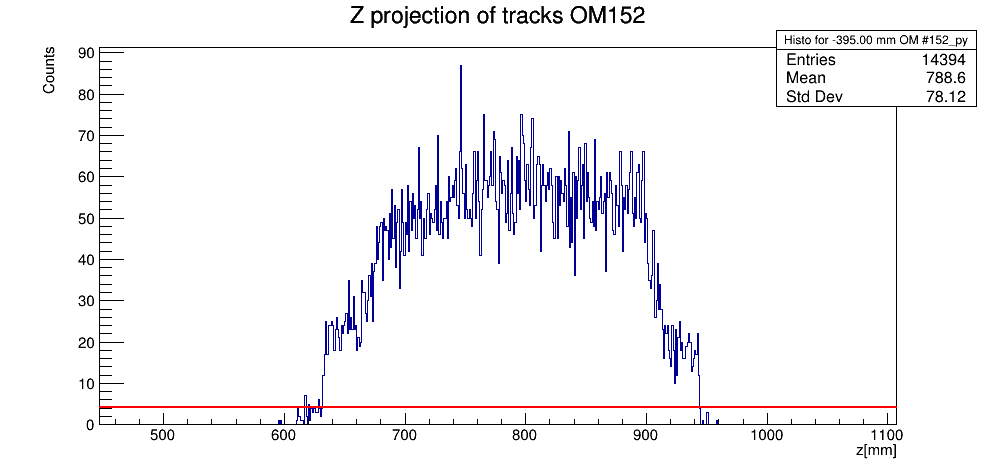 Z projection of tracks OM152
Histo for -395.00 mm OM #152_py
Entries 14394
Mean 788.6
Std Dev 78.12
Counts
90
80
70
60
50
40
30
20
10
0
500 600 700 800 900 1000 1100
z[mm]